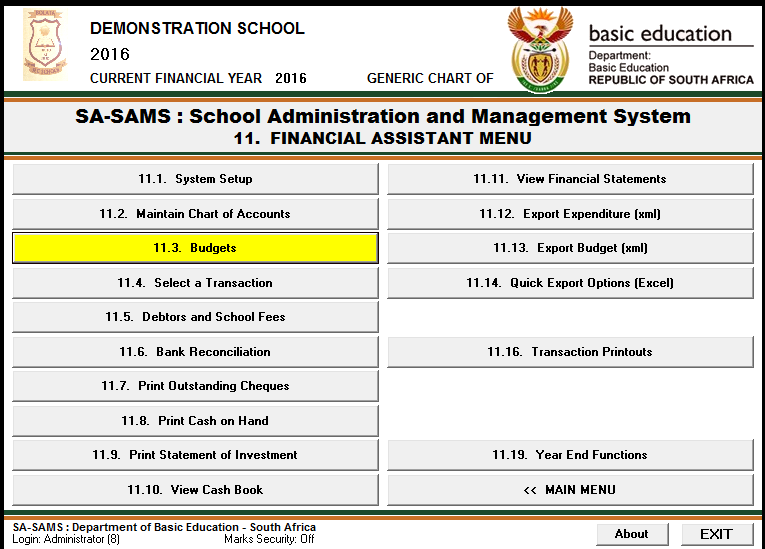 DEMONSTRATION SCHOOL
2016
CURRENT FINANCIAL YEAR 2016 GENERIC CHART OF
basic education
Department:
Basic Education
REPUBLIC OF SOUTH AFRICA
SA-SAMS : School Administration and Management System
11. FINANCIAL ASSISTANT MENU
11.1. System Setup
11.2. Maintain Chart of Accounts
11.3. Budgets
11.4. Select a Transaction
11.5. Debtors and School Fees
11.6. Bank Reconciliation
11.7. Print Outstanding Cheques
11.8. Print Cash on Hand
11.9. Print Statement of Investment
11.10. View Cash Book
11.11. View Financial Statements
11.12. Export Expenditure (xml)
11.13. Export Budget (xml)
11.14. Quick Export Options (Excel)
11.16. Transaction Printouts
11.19. Year End Functions
<< MAIN MENU
SA-SAMS : Department of Basic Education - South Africa
Login: Administrator (8) Marks Security: Off
About
EXIT